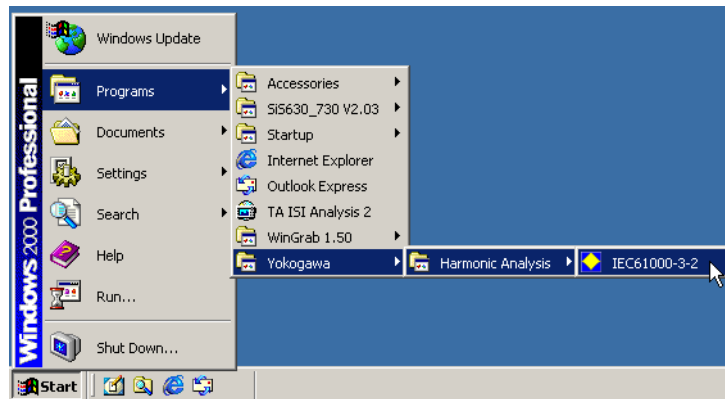 Windows 2000 Professional
Windows Update
Programs
Documents
Settings
Search
Help
Run...
Shut Down...
Accessories
SiS630_730 V2.03
Startup
Internet Explorer
Outlook Express
TA ISI Analysis 2
WinGrab 1.50
Yokogawa
Harmonic Analysis
IEC61000-3-2
Start